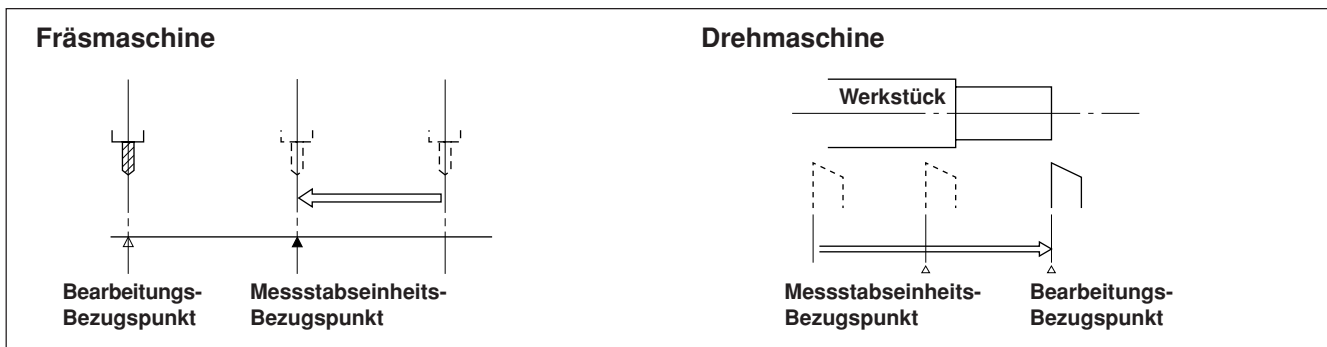 Fräsmaschine
Bearbeitungs-
Bezugspunkt
Messstabseinheits-
Bezugspunkt
Drehmaschine
Werkstück
Messstabseinheits-
Bezugspunkt
Bearbeitungs-
Bezugspunkt